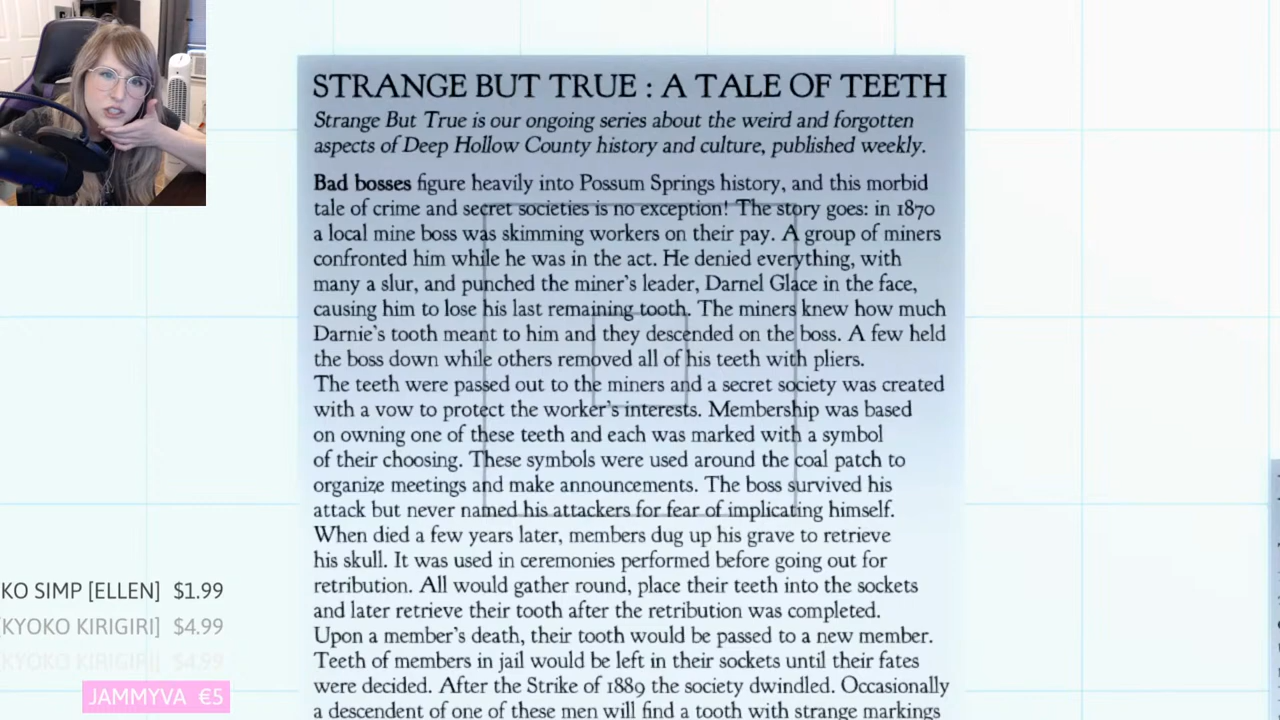 STRANGE BUT TRUE : A TALE OF TEETH
Strange But True is our ongoing series about the weird and forgotten
aspects of Deep Hollow County history and culture, published weekly.
Bad bosses figure heavily into Possum Springs history, and this morbid
tale of crime and secret societies is no exception! The story goes: in 1870
a local mine boss was skimming workers on their pay. A group of miners
confronted him while he was in the act. He denied everything, with
many a slur, and punched the miner's leader, Darnel Glace in the face,
causing him to lose his last remaining tooth. The miners knew how much
Darnie's tooth meant to him and they descended on the boss. A few held
the boss down while others removed all of his teeth with pliers.
The teeth were passed out to the miners and a secret society was created
with a vow to protect the worker's interests. Membership was based
on owning one of these teeth and each was marked with a symbol
of their choosing. These symbols were used around the coal patch to
organize meetings and make announcements. The boss survived his
attack but never named his attackers for fear of implicating himself.
When died a few years later, members dug up his grave to retrieve
his skull. It was used in ceremonies performed before going out for
retribution. All would gather round, place their teeth into the sockets
and later retrieve their tooth after the retribution was completed.
Upon a member's death, their tooth would be passed to a new member.
Teeth of members in jail would be left in their sockets until their fates
were decided. After the Strike of 1889 the society dwindled. Occasionally
a descendent of one of these men will find a tooth with strange markings
KO SIMP [ELLEN] $1.99
[KYOKO KIRIGIRI] $4.99
[KYOKO KIRIGIRI] $4.99
JAMMYVA €5